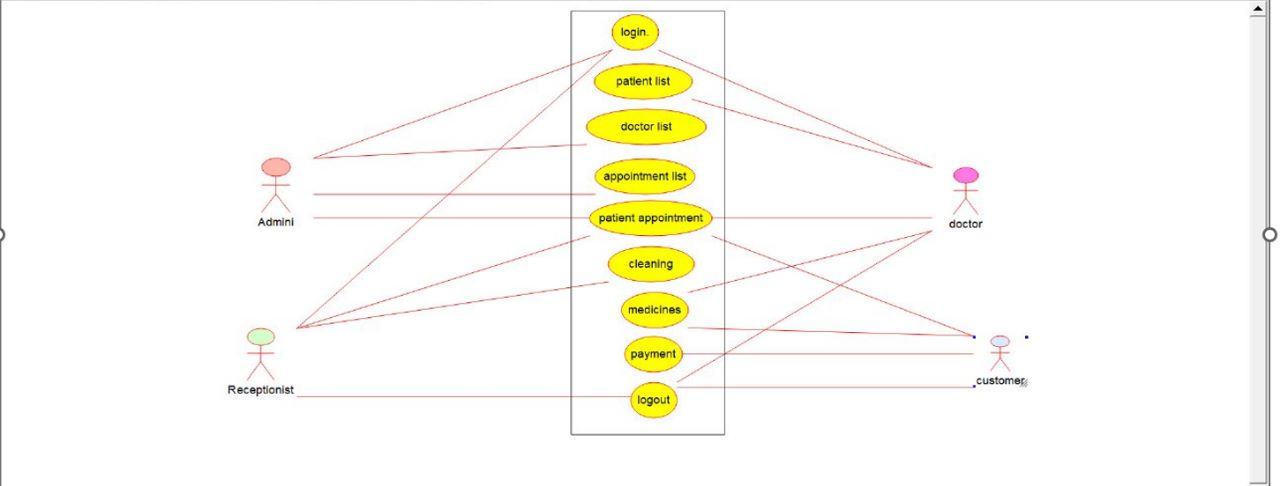 login.
patient list
doctor list
appointment list
patient appointment
cleaning
medicines
payment
logout
Admini
Receptionist
doctor
customer